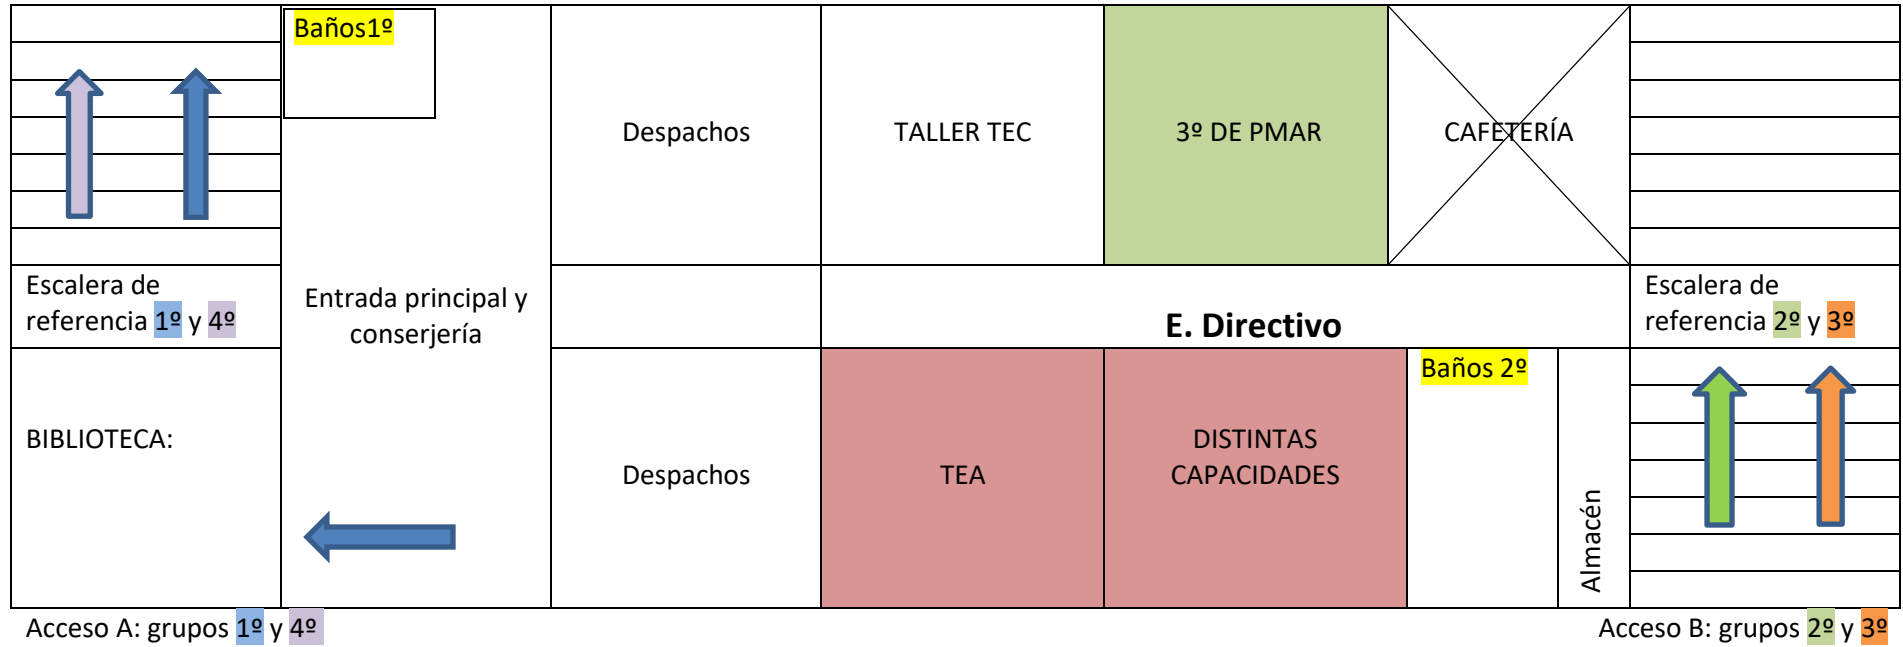 Baños1º
Despachos
TALLER TEC
3º DE PMAR
CAFETERÍA
Escalera de
referencia 1º y 4º
Entrada principal y
conserjería
E. Directivo
Escalera de
referencia 2º y 3º
BIBLIOTECA:
Despachos
TEA
DISTINTAS
CAPACIDADES
Baños 2º
Almacén
Acceso A: grupos 1º y 4º
Acceso B: grupos 2º y 3º